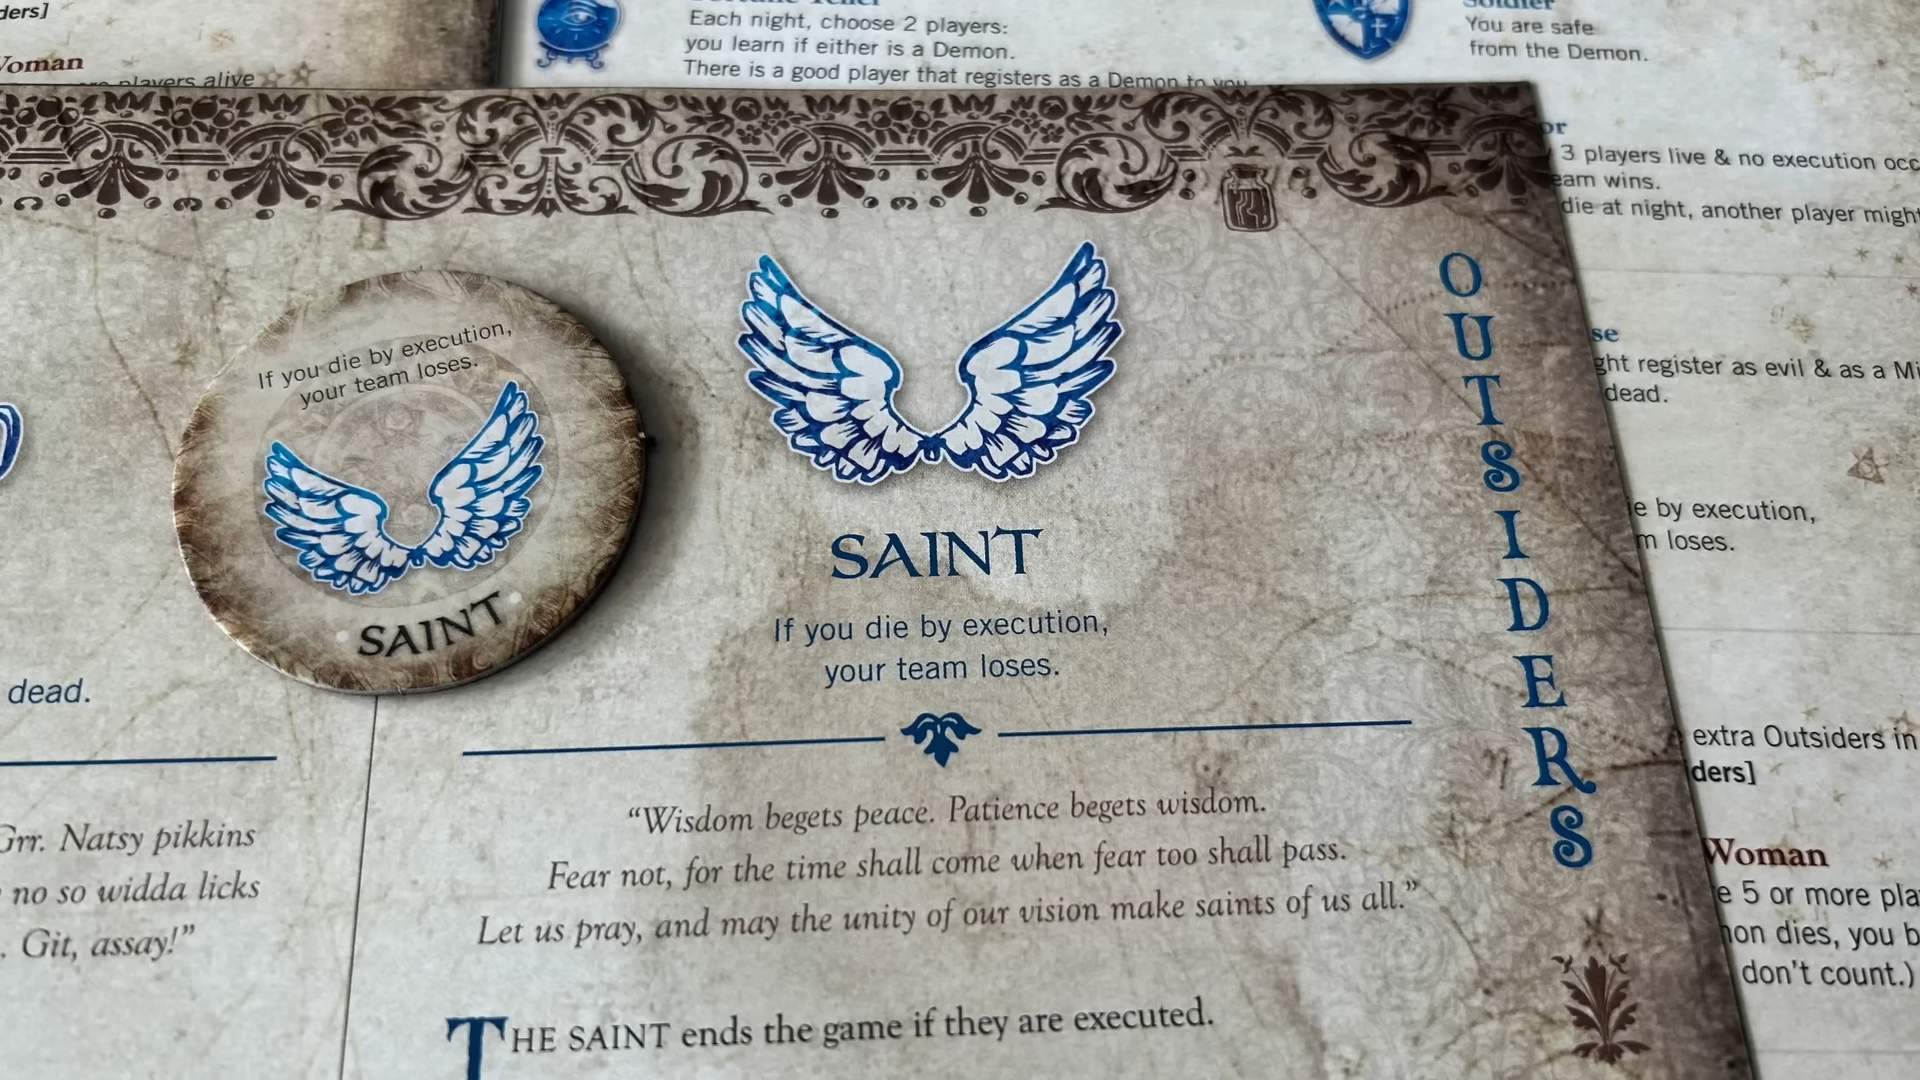 ders]
Woman
players alive
Each night, choose 2 players:
you learn if either is a Demon.
There is a good player that registers as a Demon to you
Soldier
You are safe
from the Demon.
or
3 players live & no execution occ
eam wins.
die at night, another player might
se
ght register as evil & as a Mi
dead.
ie by execution,
m loses.
extra Outsiders in
ders]
Woman
e 5 or more pla
non dies, you b
don't count.)
If you die by execution,
your team loses.
SAINT
dead.
Grr. Natsy pikkins
no so widda licks
. Git, assay!”
SAINT
If you die by execution,
your team loses.
“Wisdom begets peace. Patience begets wisdom.
Fear not, for the time shall come when fear too shall pass.
Let us pray, and may the unity of our vision make saints of us all.”
THE SAINT ends the game if they are executed.
OUTSIDERS